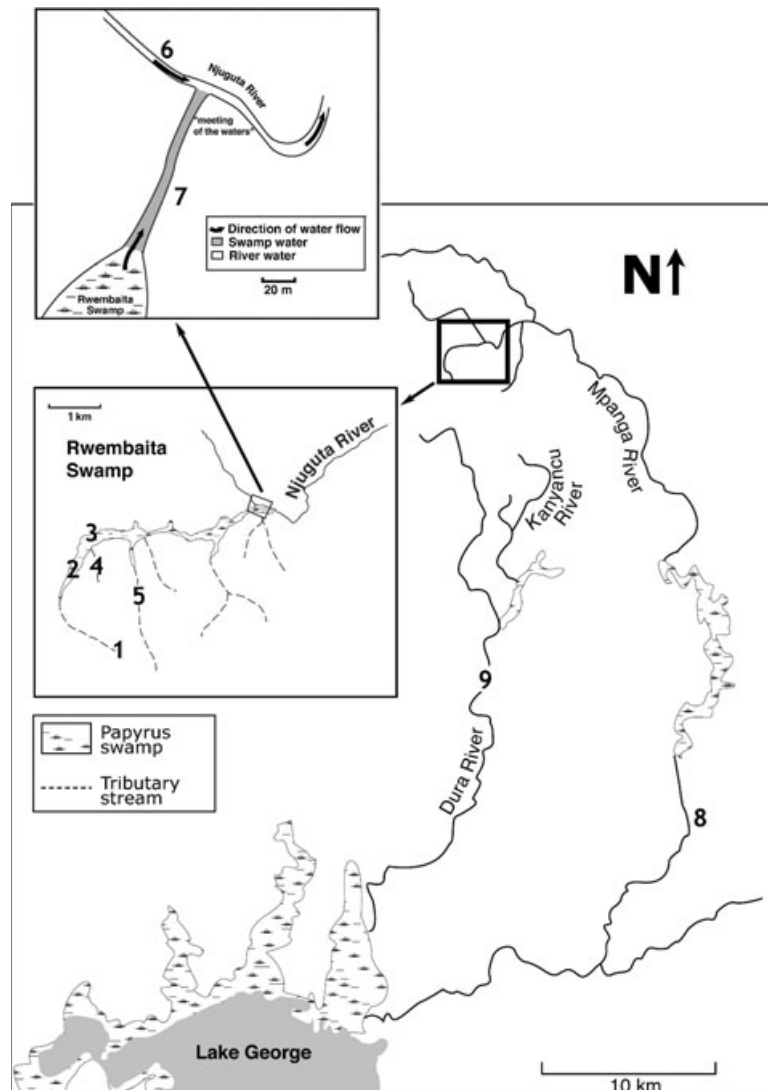 6
Njuguta River
"meeting
of the waters"
7
Direction of water flow
Swamp water
River water
20 m
Rwembaita
Swamp
N
Mpanga River
1 km
Rwembaita
Swamp
Njuguta River
3
2
4
5
1
Kanyancu
River
9
Papyrus
swamp
Tributary
stream
Dura River
8
Lake George
10 km